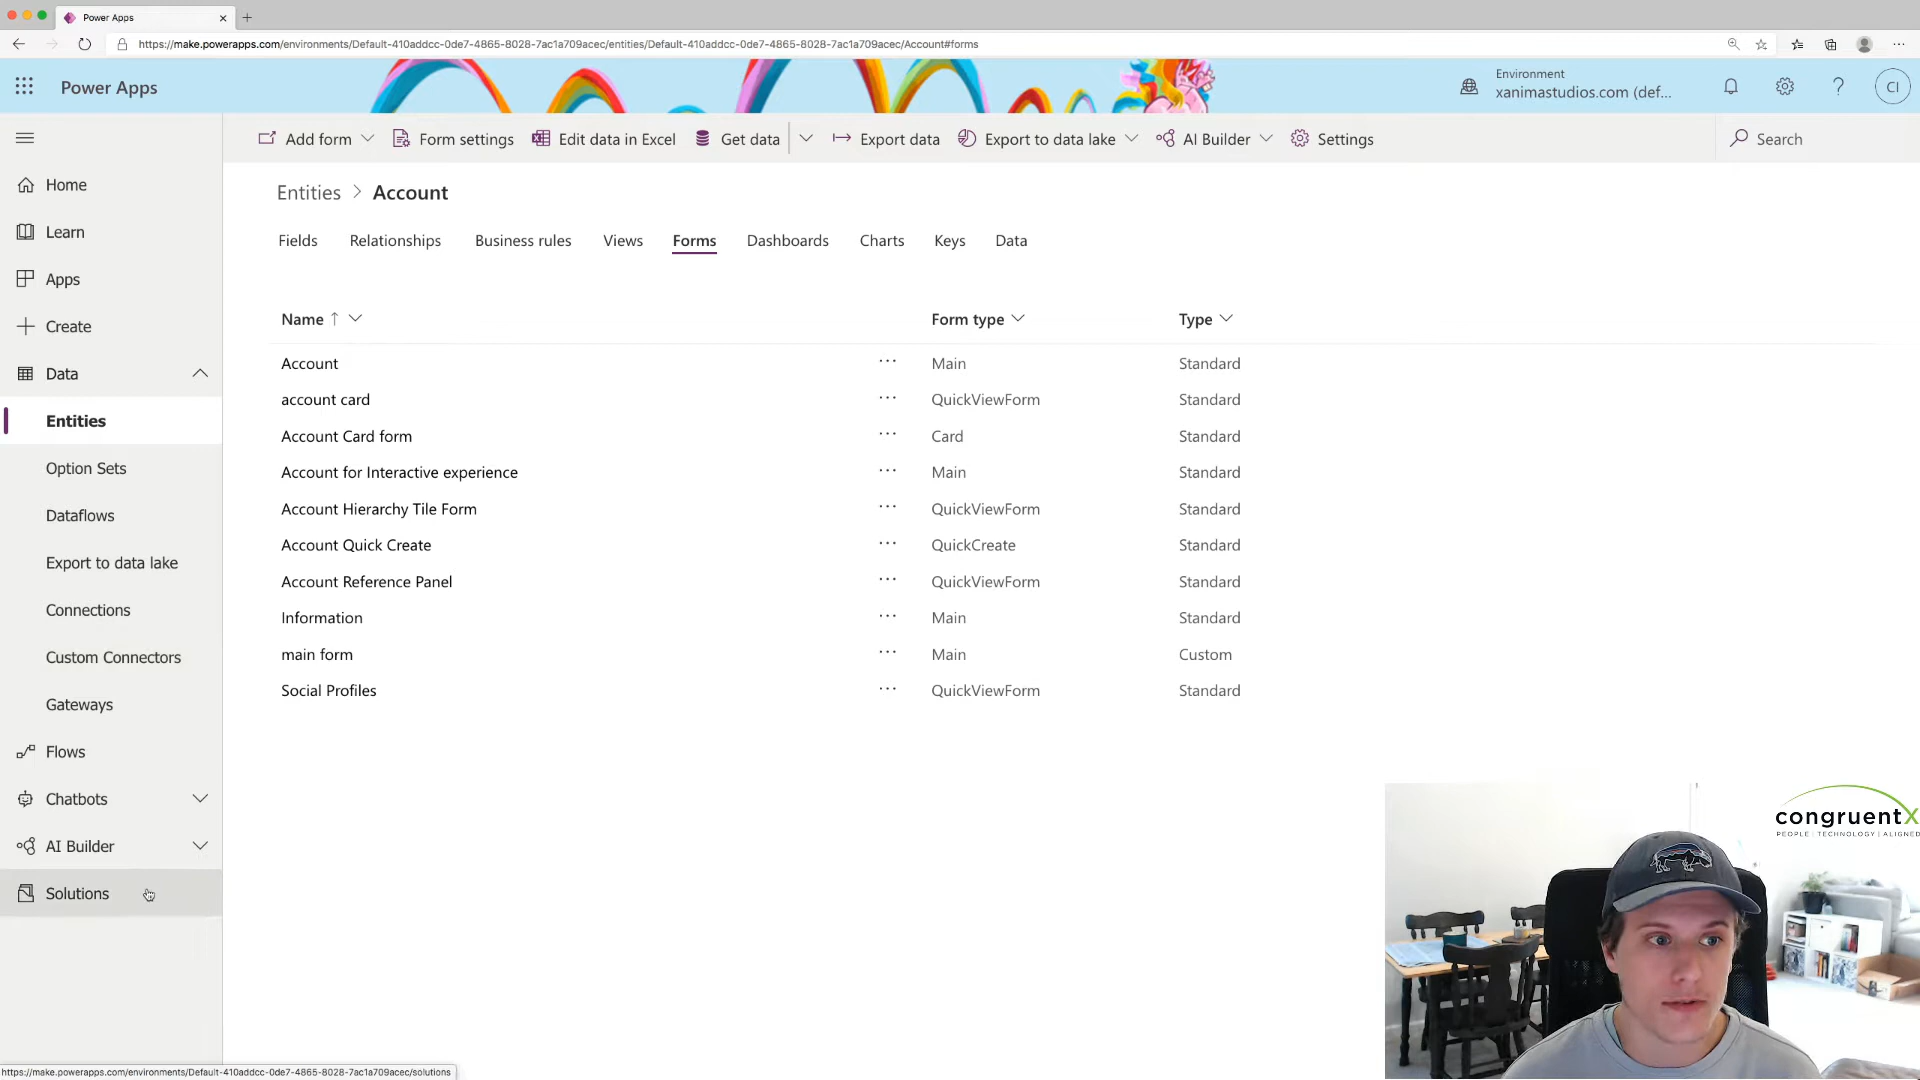 Power Apps
https://make.powerapps.com/environments/Default-410addcc-0de7-4865-8028-7ac1a709acec/entities/Default-410addcc-0de7-4865-8028-7ac1a709acec/Account#forms
Power Apps
Environment
xanimastudios.com (def...
CI
Add form
Form settings
Edit data in Excel
Get data
Export data
Export to data lake
AI Builder
Settings
Search
Home
Learn
Apps
Create
Data
Entities
Option Sets
Dataflows
Export to data lake
Connections
Custom Connectors
Gateways
Flows
Chatbots
AI Builder
Solutions
Entities > Account
Fields Relationships Business rules Views Forms Dashboards Charts Keys Data
Name ↑ Form type Type
Account ··· Main Standard
account card ··· QuickViewForm Standard
Account Card form ··· Card Standard
Account for Interactive experience ··· Main Standard
Account Hierarchy Tile Form ··· QuickViewForm Standard
Account Quick Create ··· QuickCreate Standard
Account Reference Panel ··· QuickViewForm Standard
Information ··· Main Standard
main form ··· Main Custom
Social Profiles ··· QuickViewForm Standard
congruentX
PEOPLE | TECHNOLOGY | ALIGNED
https://make.powerapps.com/environments/Default-410addcc-0de7-4865-8028-7ac1a709acec/solutions